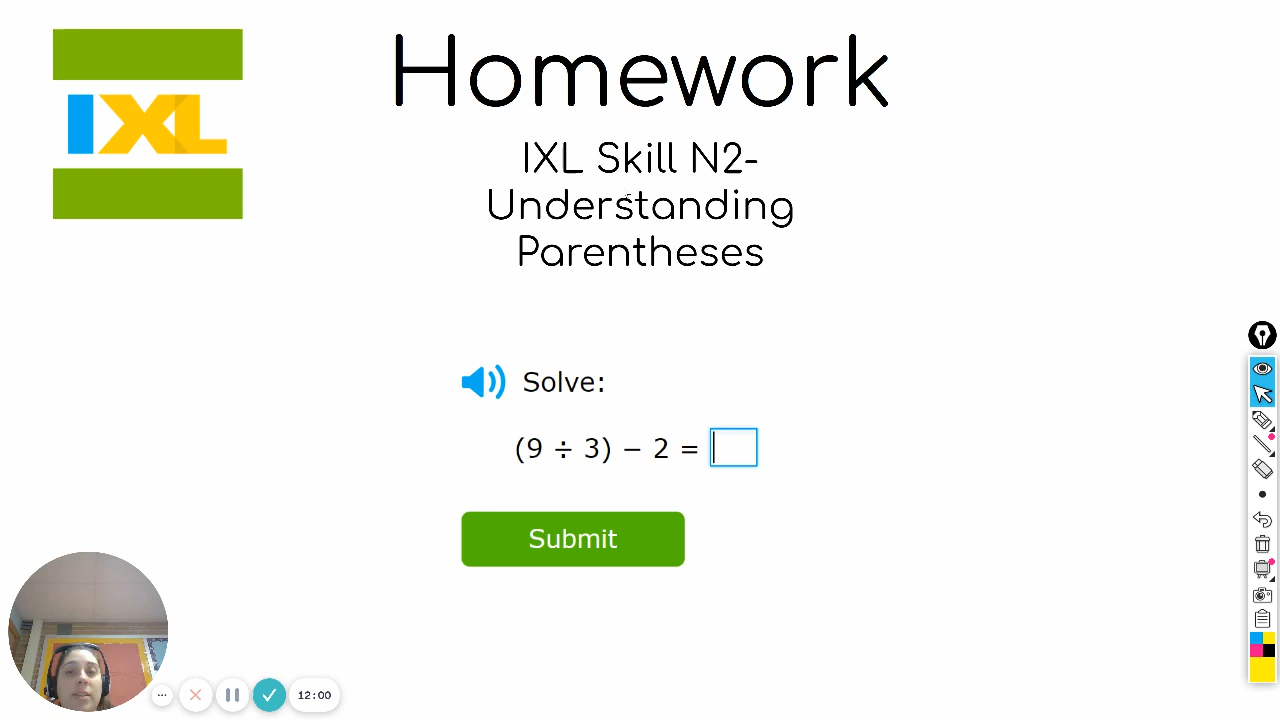 IXL
Homework
IXL Skill N2-
Understanding
Parentheses
Solve:
(9 ÷ 3) − 2 =
Submit
12:00